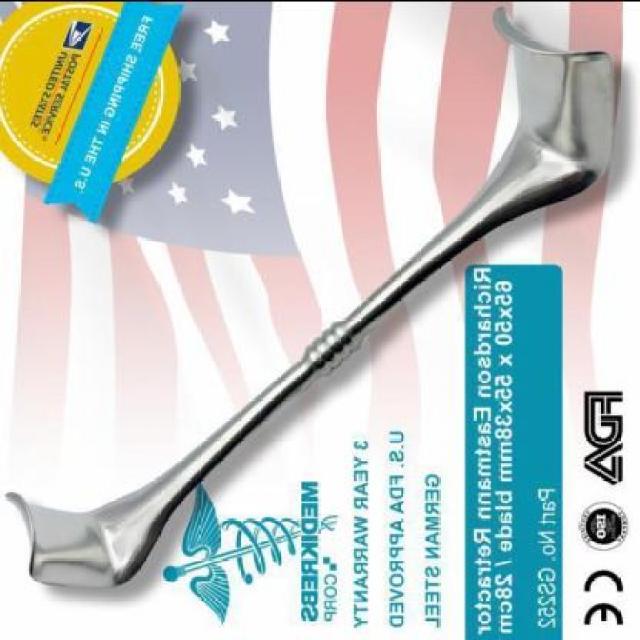 FREE SHIPPING IN THE U.S.
UNITED STATES
POSTAL SERVICE®
Richardson Eastmann Retractor
65x50 x 55x38mm blade / 28cm
Part No. GS252
FDA
ISO
CE
GERMAN STEEL
U.S. FDA APPROVED
3 YEAR WARRANTY
MEDIKREBS
CORP